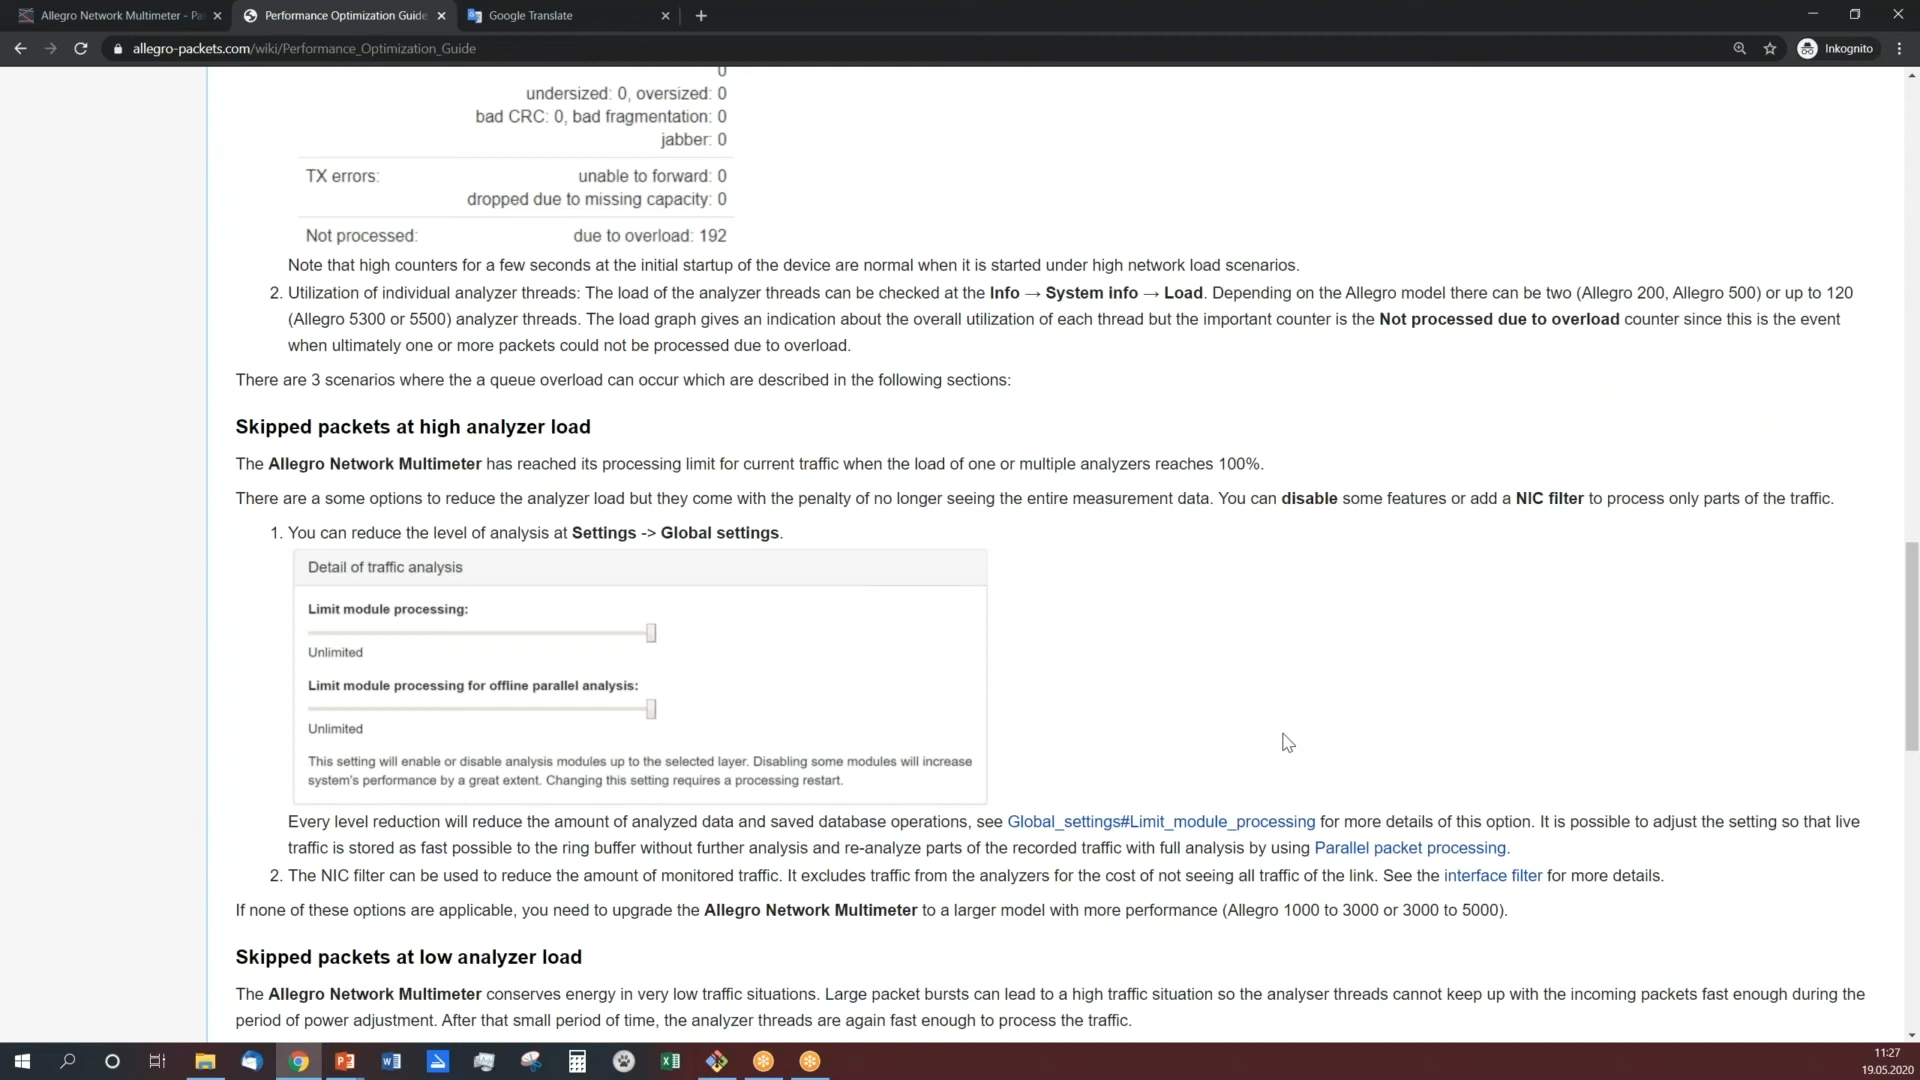 Allegro Network Multimeter - Pa
Performance Optimization Guide
Google Translate
allegro-packets.com/wiki/Performance_Optimization_Guide
Inkognito
0
undersized: 0, oversized: 0
bad CRC: 0, bad fragmentation: 0
jabber: 0
TX errors: unable to forward: 0
dropped due to missing capacity: 0
Not processed: due to overload: 192
Note that high counters for a few seconds at the initial startup of the device are normal when it is started under high network load scenarios.
2. Utilization of individual analyzer threads: The load of the analyzer threads can be checked at the Info → System info → Load. Depending on the Allegro model there can be two (Allegro 200, Allegro 500) or up to 120
(Allegro 5300 or 5500) analyzer threads. The load graph gives an indication about the overall utilization of each thread but the important counter is the Not processed due to overload counter since this is the event
when ultimately one or more packets could not be processed due to overload.
There are 3 scenarios where the a queue overload can occur which are described in the following sections:
Skipped packets at high analyzer load
The Allegro Network Multimeter has reached its processing limit for current traffic when the load of one or multiple analyzers reaches 100%.
There are a some options to reduce the analyzer load but they come with the penalty of no longer seeing the entire measurement data. You can disable some features or add a NIC filter to process only parts of the traffic.
1. You can reduce the level of analysis at Settings -> Global settings.
Detail of traffic analysis
Limit module processing:
Unlimited
Limit module processing for offline parallel analysis:
Unlimited
This setting will enable or disable analysis modules up to the selected layer. Disabling some modules will increase
system's performance by a great extent. Changing this setting requires a processing restart.
Every level reduction will reduce the amount of analyzed data and saved database operations, see Global_settings#Limit_module_processing for more details of this option. It is possible to adjust the setting so that live
traffic is stored as fast possible to the ring buffer without further analysis and re-analyze parts of the recorded traffic with full analysis by using Parallel packet processing.
2. The NIC filter can be used to reduce the amount of monitored traffic. It excludes traffic from the analyzers for the cost of not seeing all traffic of the link. See the interface filter for more details.
If none of these options are applicable, you need to upgrade the Allegro Network Multimeter to a larger model with more performance (Allegro 1000 to 3000 or 3000 to 5000).
Skipped packets at low analyzer load
The Allegro Network Multimeter conserves energy in very low traffic situations. Large packet bursts can lead to a high traffic situation so the analyser threads cannot keep up with the incoming packets fast enough during the
period of power adjustment. After that small period of time, the analyzer threads are again fast enough to process the traffic.
11:27
19.05.2020